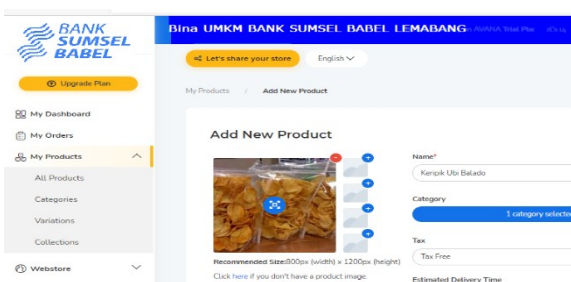 BANK
SUMSEL
BABEL
Bina UMKM BANK SUMSEL BABEL LEMABANG
Let's share your store
English
Upgrade Plan
My Products / Add New Product
My Dashboard
My Orders
My Products
All Products
Categories
Variations
Collections
Webstore
Add New Product
Recommended Size:800px (width) x 1200px (height)
Click here if you don't have a product image.
Name*
Keripik Ubi Balado
Category
1 category selected
Tax
Tax Free
Estimated Delivery Time